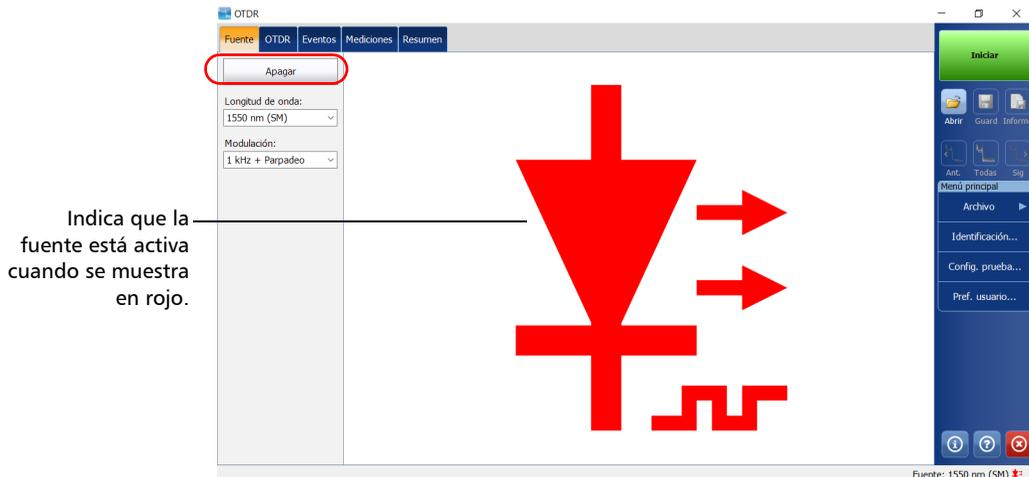 OTDR
Fuente OTDR Eventos Mediciones Resumen
Apagar
Longitud de onda:
1550 nm (SM)
Modulación:
1 kHz + Parpadeo
Indica que la
fuente está activa
cuando se muestra
en rojo.
Iniciar
Abrir Guard Inform
Ant. Todas Sig
Menú principal
Archivo
Identificación...
Config. prueba...
Pref. usuario...
Fuente: 1550 nm (SM)